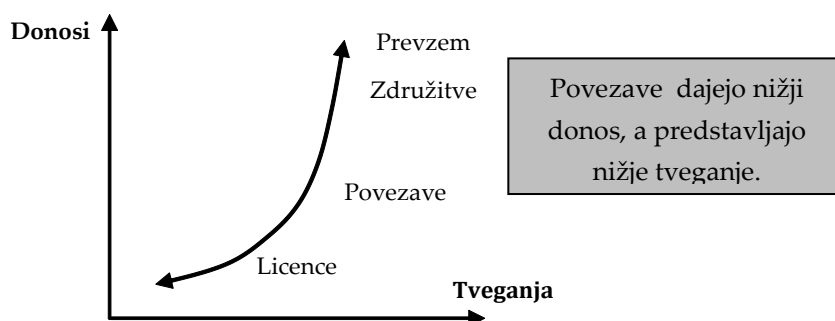 Donosi
Prevzem
Združitve
Povezave
Licence
Tveganja
Povezave dajejo nižji
donos, a predstavljajo
nižje tveganje.